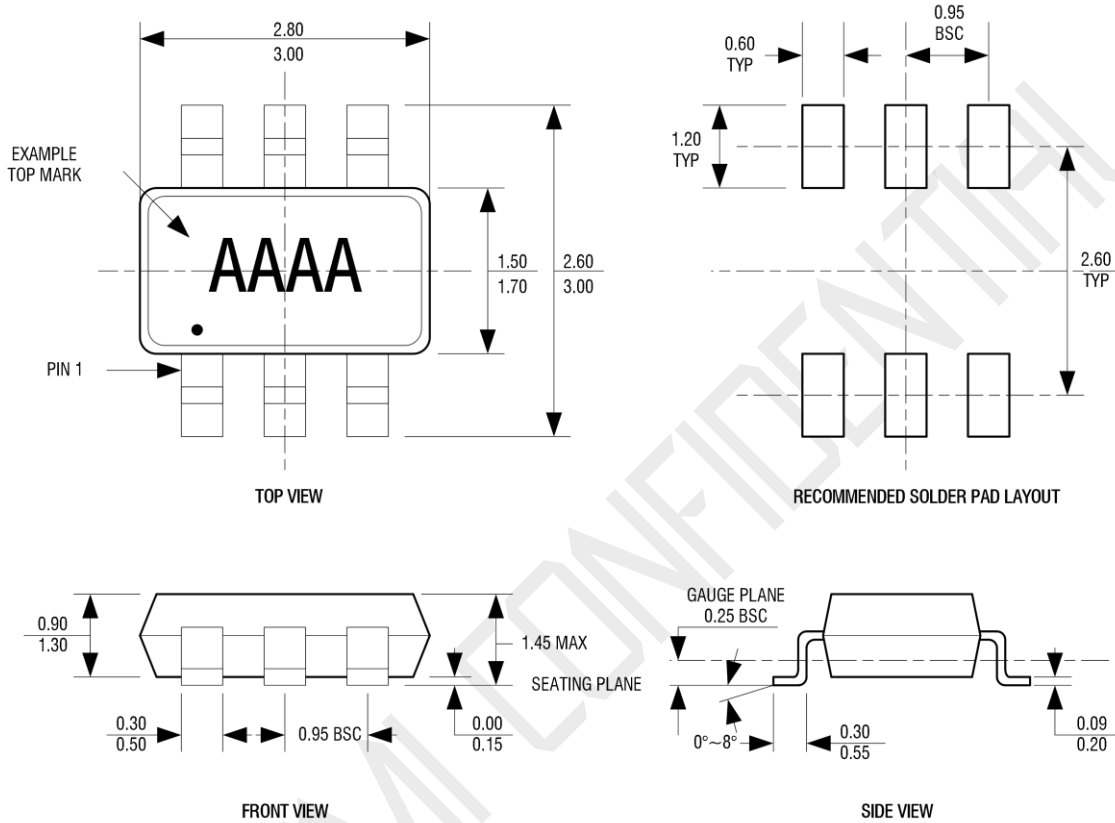 2.80
3.00
EXAMPLE
TOP MARK
AAAA
1.50
1.70
2.60
3.00
PIN 1
TOP VIEW
0.60
TYP
0.95
BSC
1.20
TYP
2.60
TYP
RECOMMENDED SOLDER PAD LAYOUT
0.90
1.30
1.45 MAX
SEATING PLANE
0.30
0.50
0.95 BSC
0.00
0.15
FRONT VIEW
GAUGE PLANE
0.25 BSC
0°~8°
0.30
0.55
0.09
0.20
SIDE VIEW
CONFIDENTIAL